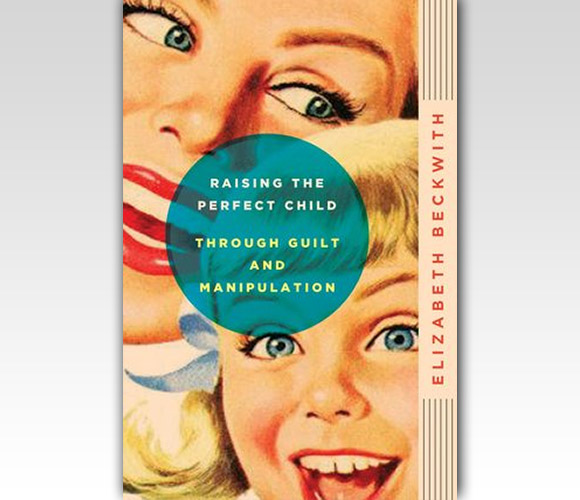 RAISING THE
PERFECT CHILD
THROUGH GUILT
AND
MANIPULATION
ELIZABETH BECKWITH